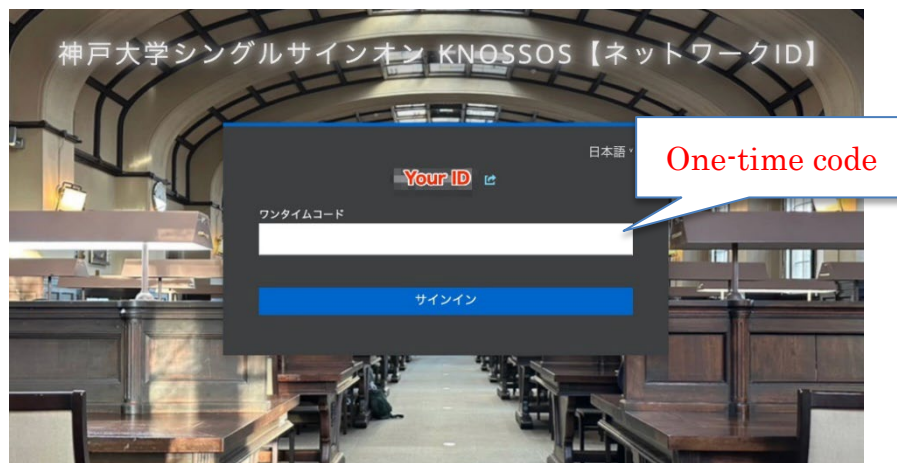 神戸大学シングルサインオン KNOSSOS【ネットワークID】
日本語
One-time code
Your ID
ワンタイムコード
サインイン